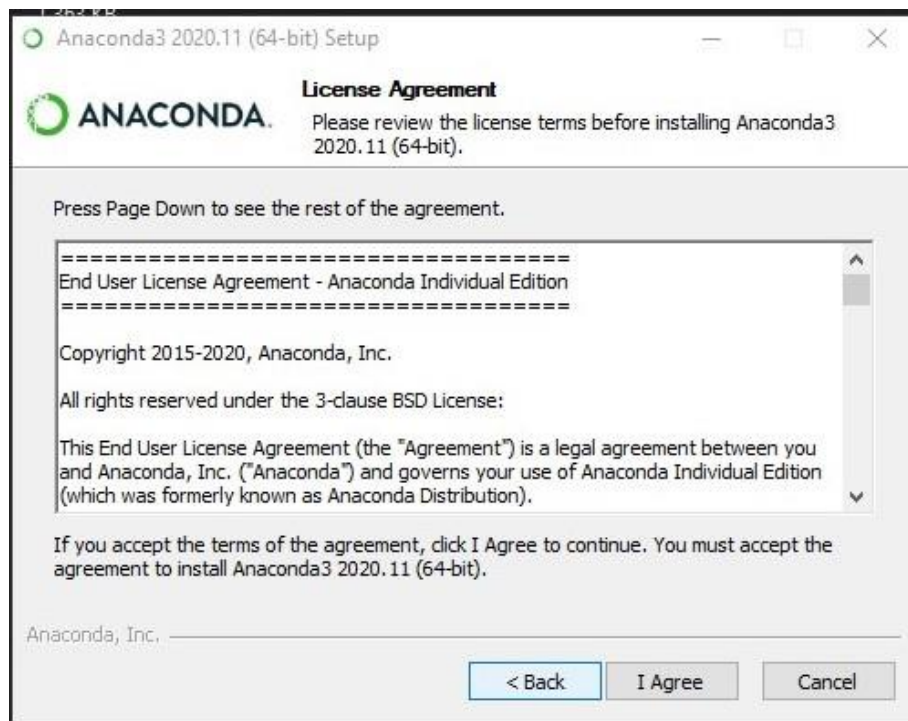 1 363 KB
Anaconda3 2020.11 (64-bit) Setup
ANACONDA.
License Agreement
Please review the license terms before installing Anaconda3
2020.11 (64-bit).
Press Page Down to see the rest of the agreement.
===================================
End User License Agreement - Anaconda Individual Edition
===================================
Copyright 2015-2020, Anaconda, Inc.
All rights reserved under the 3-clause BSD License:
This End User License Agreement (the "Agreement") is a legal agreement between you
and Anaconda, Inc. ("Anaconda") and governs your use of Anaconda Individual Edition
(which was formerly known as Anaconda Distribution).
If you accept the terms of the agreement, click I Agree to continue. You must accept the
agreement to install Anaconda3 2020.11 (64-bit).
Anaconda, Inc.
< Back
I Agree
Cancel